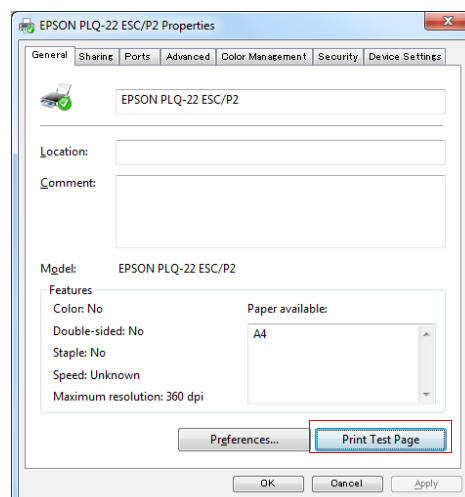 EPSON PLQ-22 ESC/P2 Properties
General Sharing Ports Advanced Color Management Security Device Settings
EPSON PLQ-22 ESC/P2
Location:
Comment:
Model: EPSON PLQ-22 ESC/P2
Features
Color: No Paper available:
Double-sided: No A4
Staple: No
Speed: Unknown
Maximum resolution: 360 dpi
Preferences... Print Test Page
OK Cancel Apply